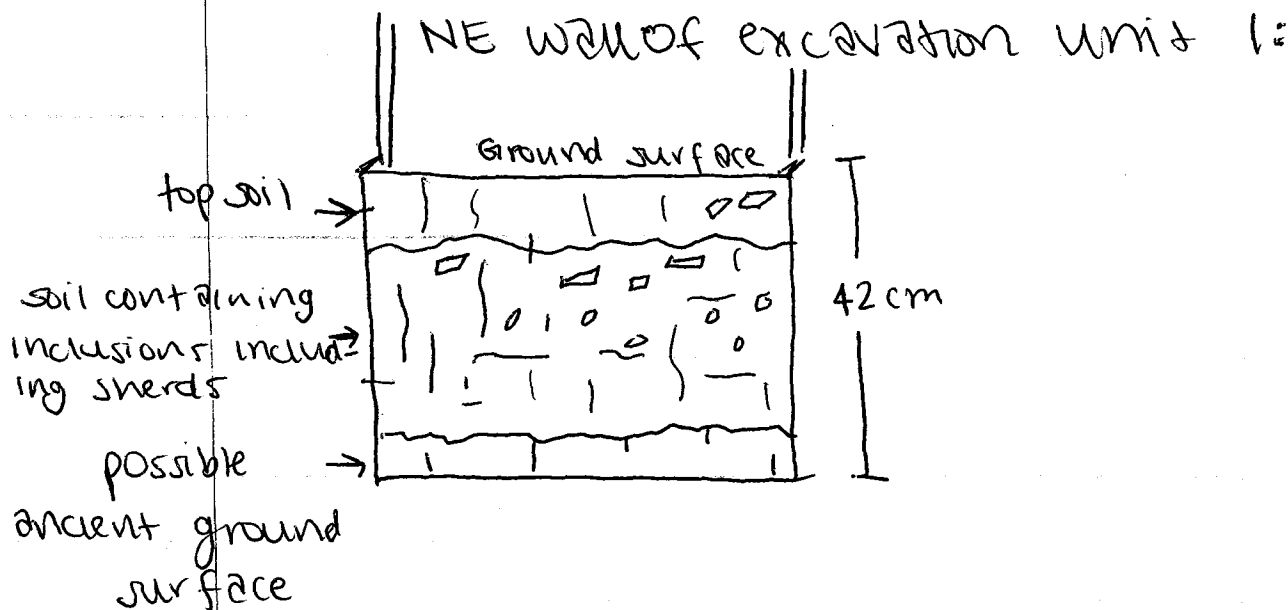 NE wall of excavation unit 1:
Ground surface
top soil
42 cm
soil containing
inclusions includ-
ing sherds
possible
ancient ground
surface